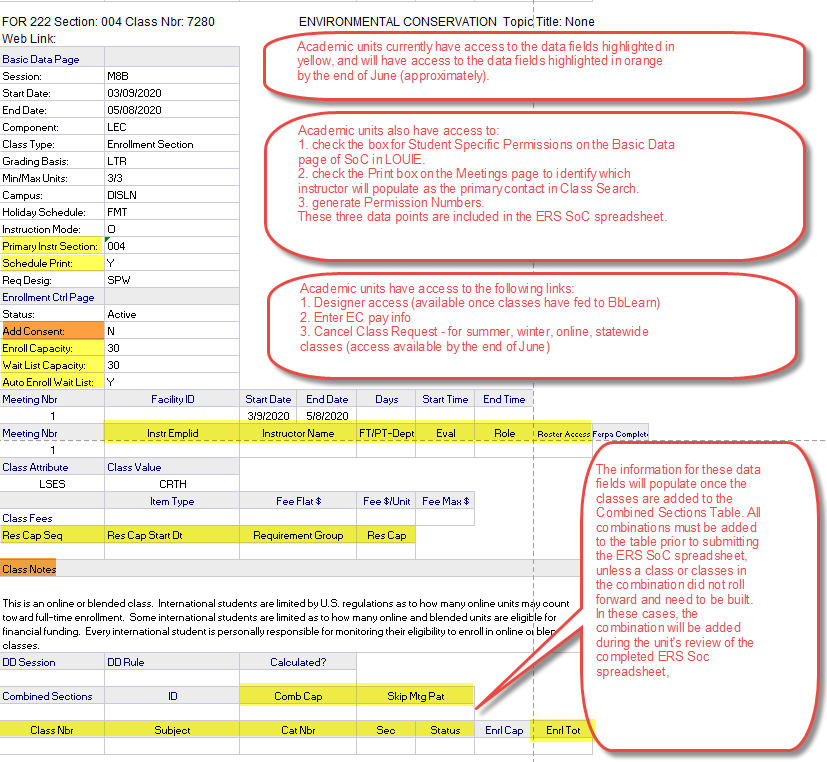 FOR 222 Section: 004 Class Nbr: 7280 ENVIRONMENTAL CONSERVATION Topic Title: None
Web Link:
Academic units currently have access to the data fields highlighted in
yellow, and will have access to the data fields highlighted in orange
by the end of June (approximately).
Basic Data Page
Session: M8B
Start Date: 03/09/2020
End Date: 05/08/2020
Component: LEC
Class Type: Enrollment Section
Grading Basis: LTR
Min/Max Units: 3/3
Campus: DISLN
Holiday Schedule: FMT
Instruction Mode: O
Primary Instr Section: 004
Schedule Print: Y
Req Desig: SPW
Academic units also have access to:
1. check the box for Student Specific Permissions on the Basic Data
page of SoC in LOUIE.
2. check the Print box on the Meetings page to identify which
instructor will populate as the primary contact in Class Search.
3. generate Permission Numbers.
These three data points are included in the ERS SoC spreadsheet.
Enrollment Ctrl Page
Status: Active
Add Consent: N
Enroll Capacity: 30
Wait List Capacity: 30
Auto Enroll Wait List: Y
Academic units have access to the following links:
1. Designer access (available once classes have fed to BbLearn)
2. Enter EC pay info
3. Cancel Class Request - for summer, winter, online, statewide
classes (access available by the end of June)
Meeting Nbr Facility ID Start Date End Date Days Start Time End Time
1 3/9/2020 5/8/2020
Meeting Nbr Instr Emplid Instructor Name FT/PT-Dept Eval Role Roster Access Ferpa Complete
1
Class Attribute Class Value
LSES CRTH
Item Type Fee Flat $ Fee $/Unit Fee Max $
Class Fees
Res Cap Seq Res Cap Start Dt Requirement Group Res Cap
Class Notes
This is an online or blended class. International students are limited by U.S. regulations as to how many online units may count
toward full-time enrollment. Some international students are limited as to how many online and blended units are eligible for
financial funding. Every international student is personally responsible for monitoring their eligibility to enroll in online or blen
classes.
The information for these data
fields will populate once the
classes are added to the
Combined Sections Table. All
combinations must be added
to the table prior to submitting
the ERS SoC spreadsheet,
unless a class or classes in
the combination did not roll
forward and need to be built.
In these cases, the
combination will be added
during the unit's review of the
completed ERS Soc
spreadsheet,
DD Session DD Rule Calculated?
Combined Sections ID Comb Cap Skip Mtg Pat
Class Nbr Subject Cat Nbr Sec Status Enrl Cap Enrl Tot